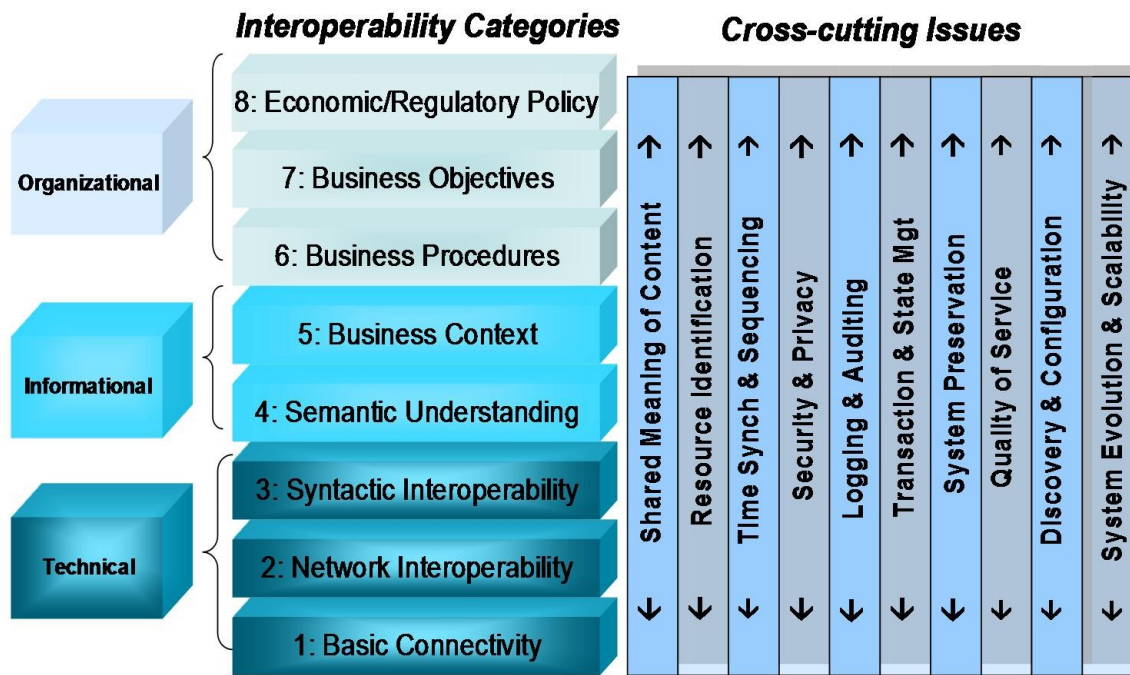 Interoperability Categories
Cross-cutting Issues
Organizational
8: Economic/Regulatory Policy
7: Business Objectives
6: Business Procedures
Informational
5: Business Context
4: Semantic Understanding
Technical
3: Syntactic Interoperability
2: Network Interoperability
1: Basic Connectivity
Shared Meaning of Content
Resource Identification
Time Synch & Sequencing
Security & Privacy
Logging & Auditing
Transaction & State Mgt
System Preservation
Quality of Service
Discovery & Configuration
System Evolution & Scalability